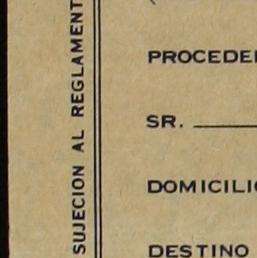 SUJECION AL REGLAMENT
PROCEDE
SR.
DOMICILI
DESTINO